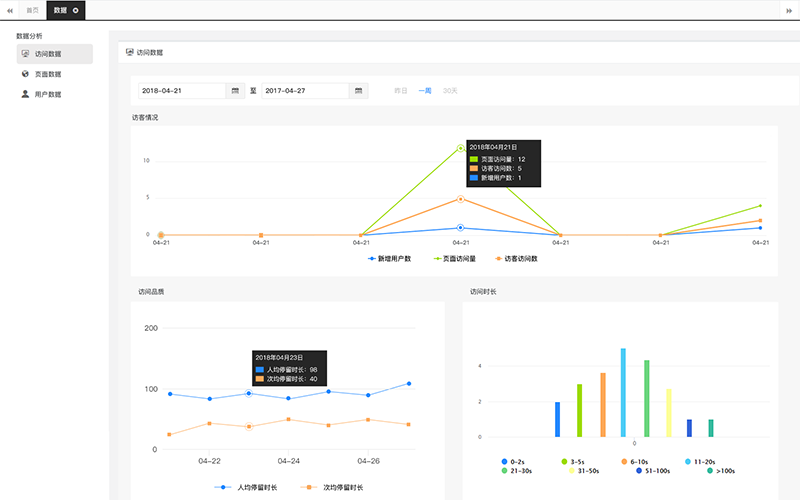 首页
数据
数据分析
访问数据
页面数据
用户数据
访问数据
2018-04-21 至 2017-04-27 昨日 一周 30天
访客情况
10
5
0
2018年04月21日
页面访问量: 12
访客访问数: 5
新增用户数: 1
04-21 04-21 04-21 04-21 04-21 04-21 04-21
新增用户数 页面访问量 访客访问数
访问品质
200
100
0
2018年04月23日
人均停留时长: 98
次均停留时长: 40
04-22 04-24 04-26
人均停留时长 次均停留时长
访问时长
4
2
0
0
0-2s 3-5s 6-10s 11-20s
21-30s 31-50s 51-100s >100s